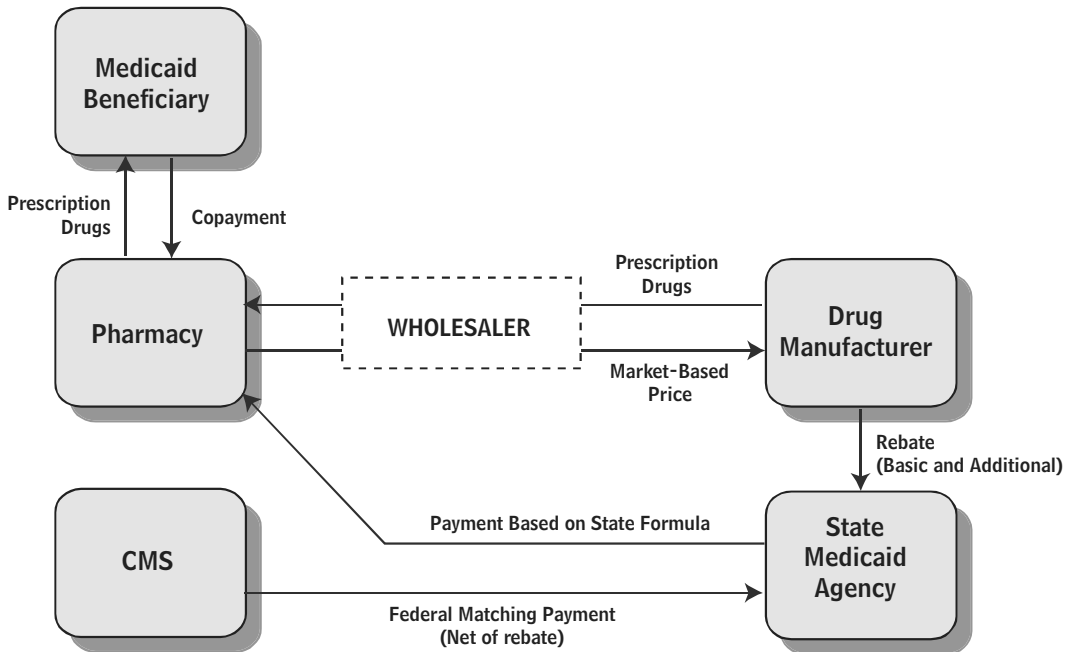 Medicaid
Beneficiary
Prescription
Drugs
Copayment
Pharmacy
WHOLESALER
Prescription
Drugs
Market-Based
Price
Drug
Manufacturer
Rebate
(Basic and Additional)
CMS
Payment Based on State Formula
Federal Matching Payment
(Net of rebate)
State
Medicaid
Agency